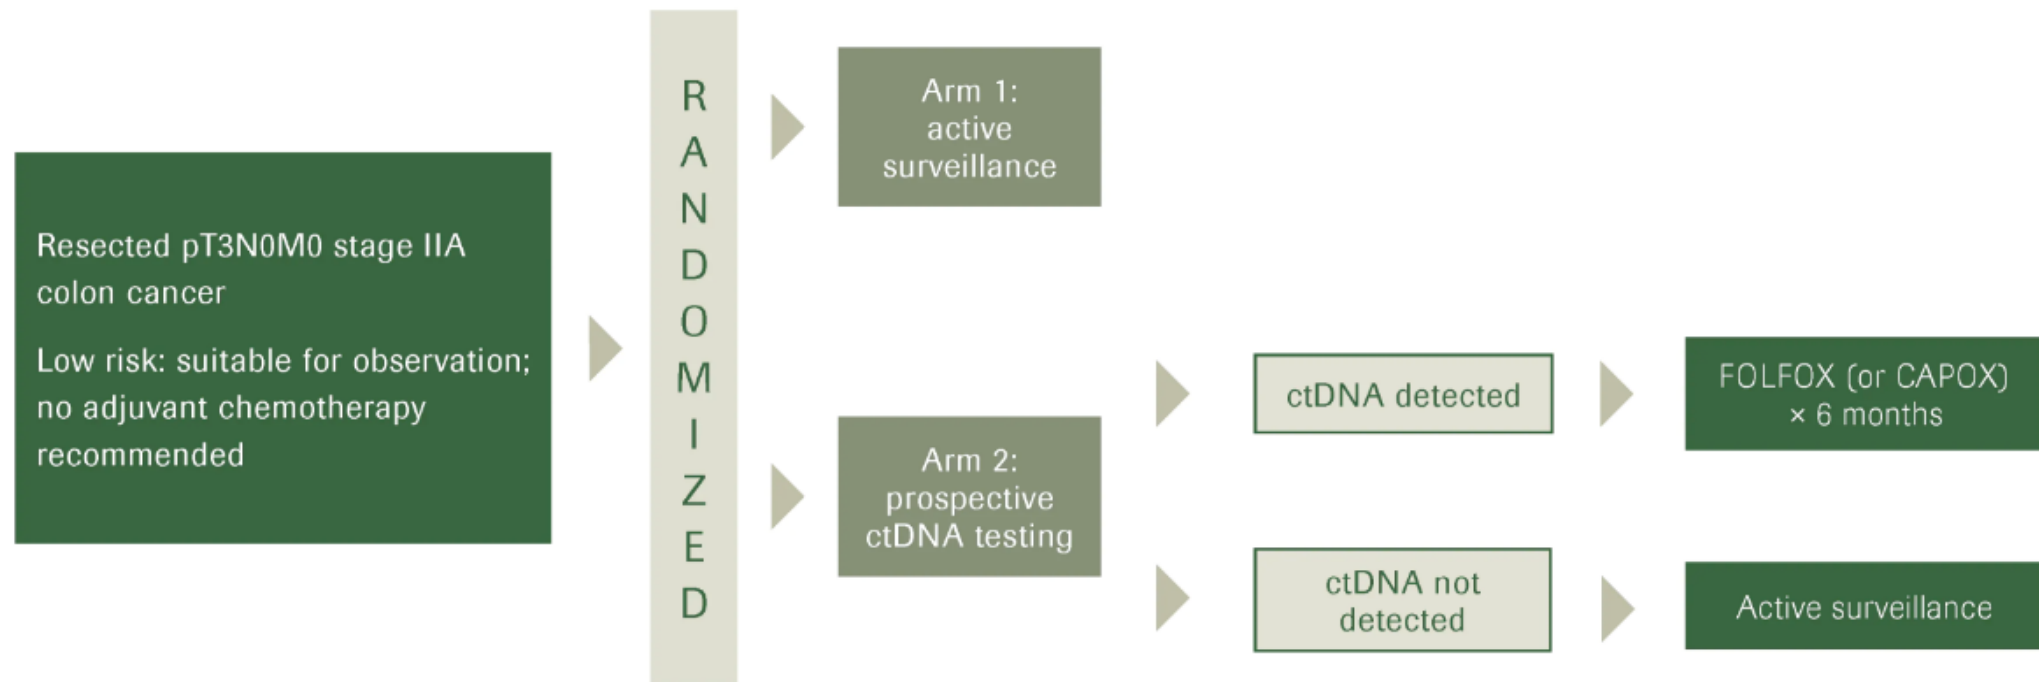 Resected pT3N0M0 stage IIA
colon cancer
Low risk: suitable for observation;
no adjuvant chemotherapy
recommended
RANDOMIZED
Arm 1:
active
surveillance
Arm 2:
prospective
ctDNA testing
ctDNA detected
FOLFOX (or CAPOX)
× 6 months
ctDNA not
detected
Active surveillance